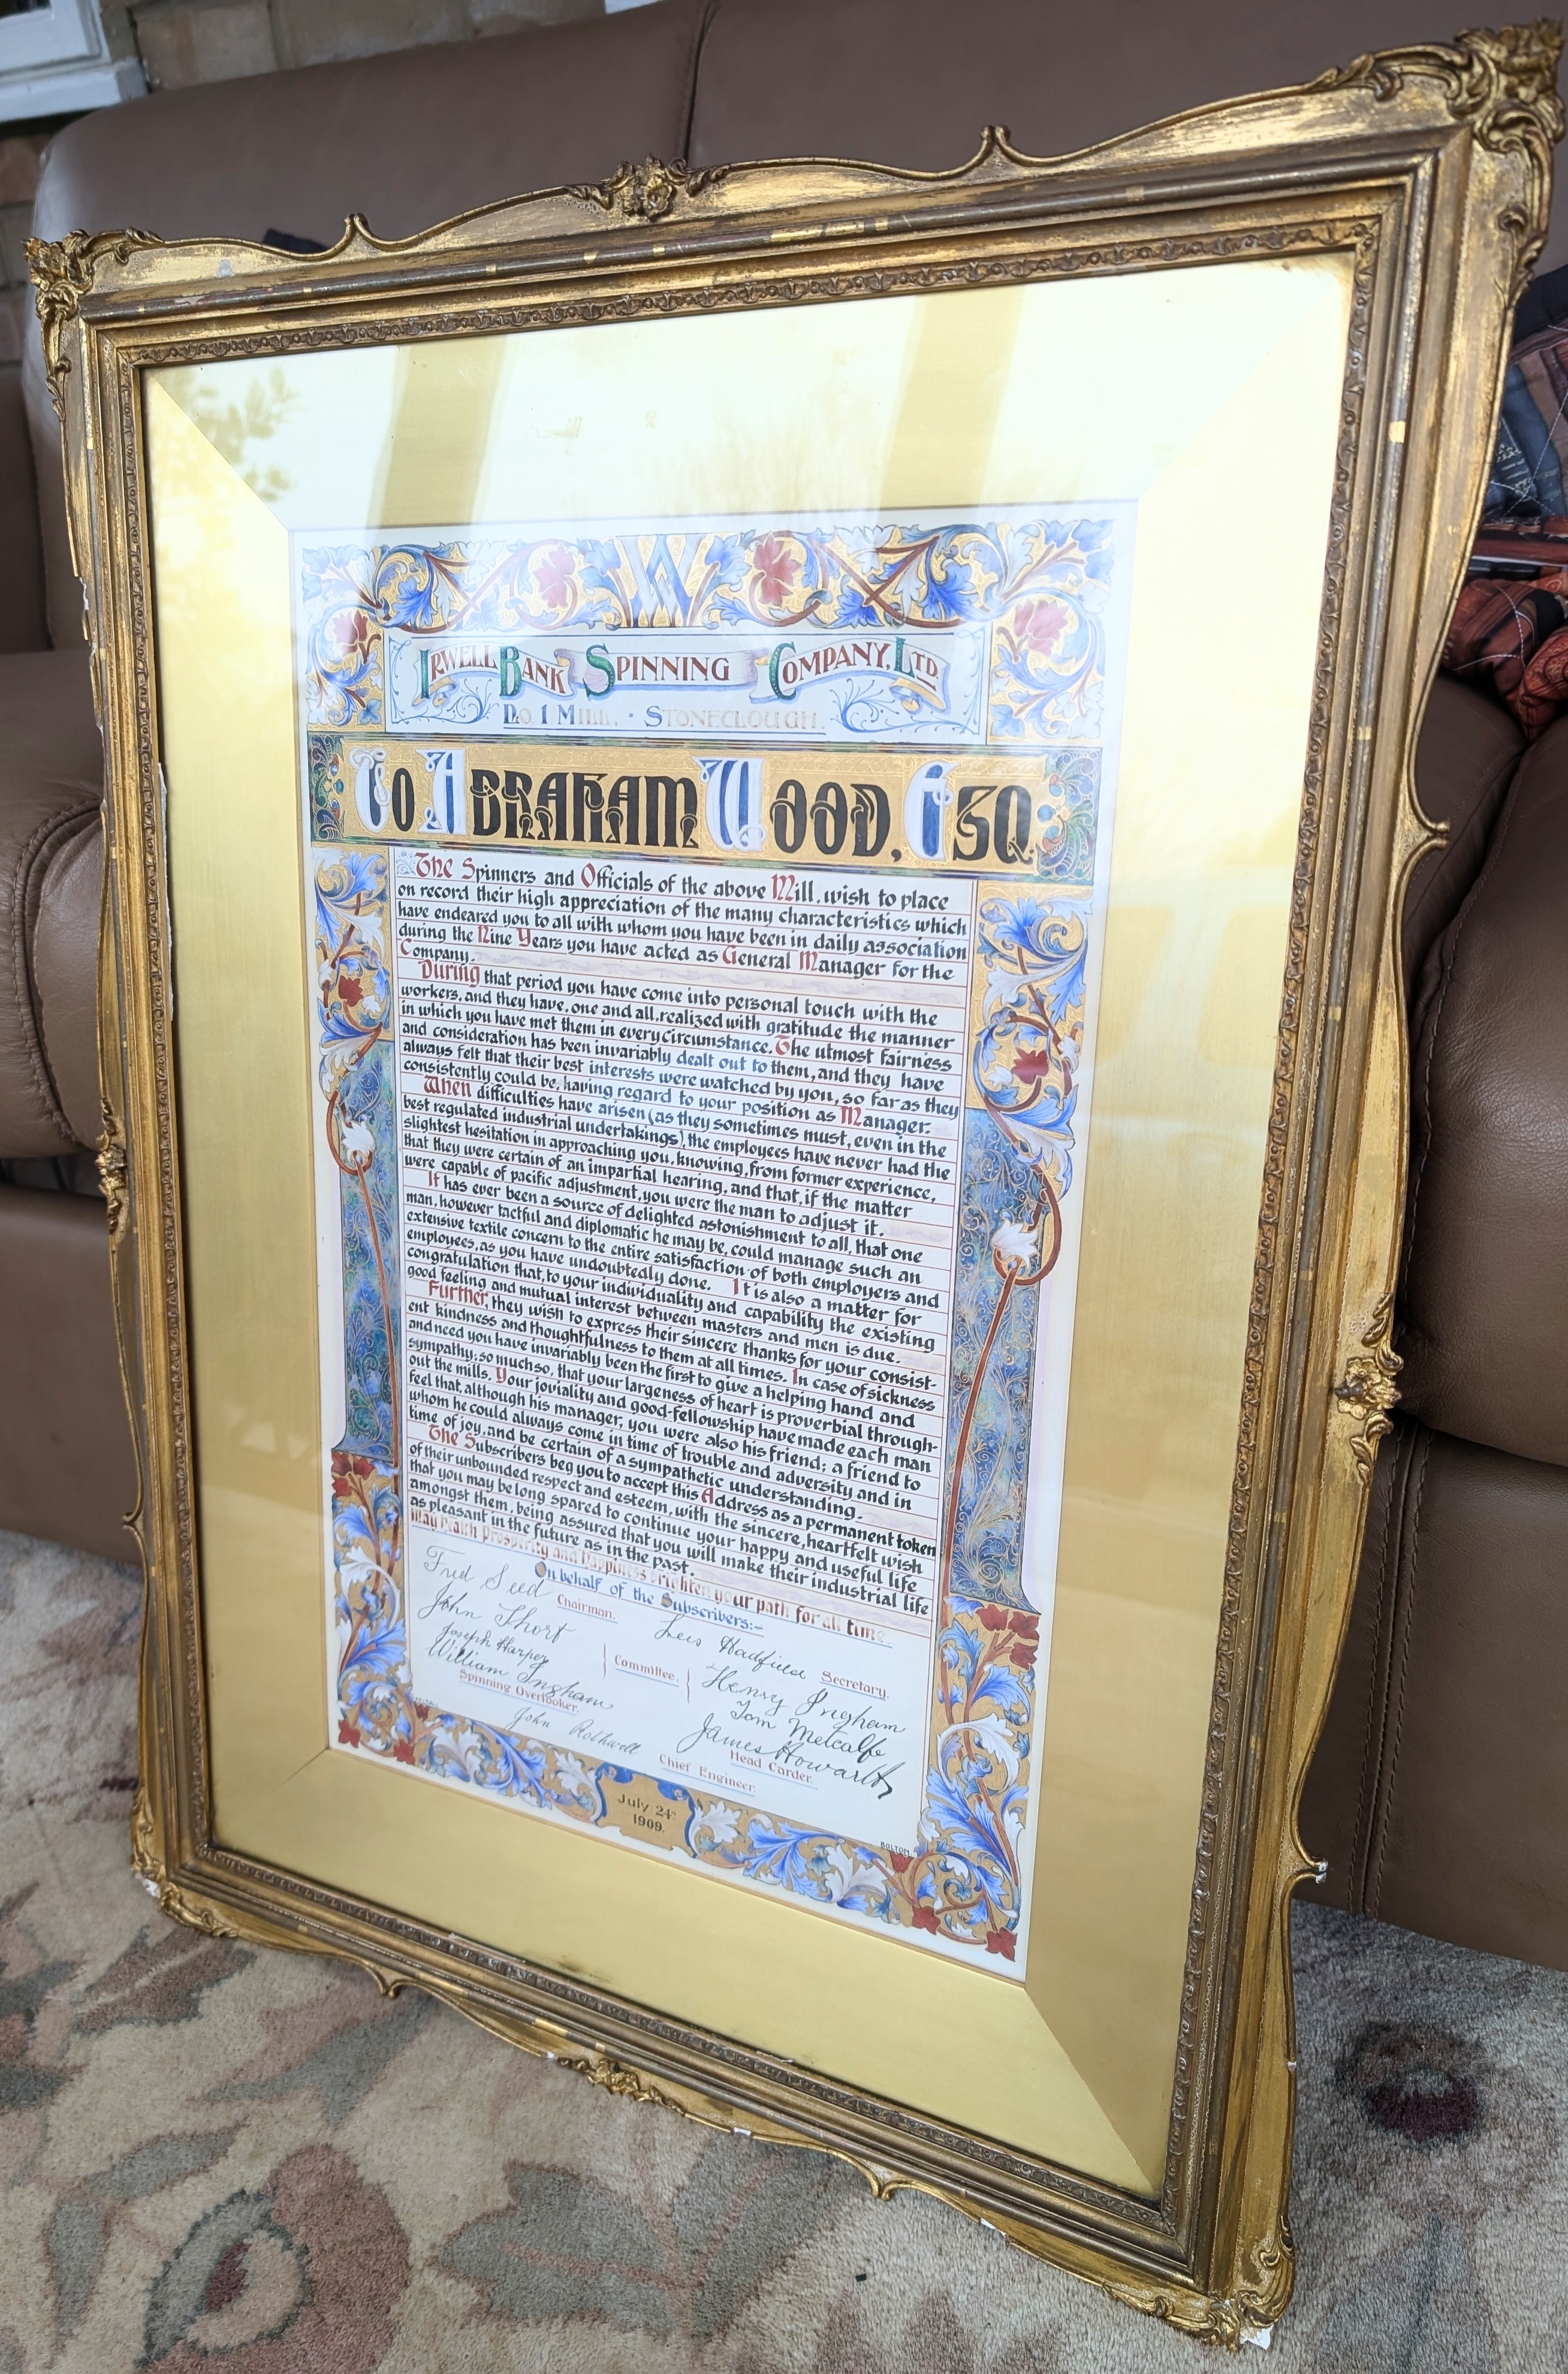 IRWELL BANK SPINNING COMPANY, LTD.
No. 1 MILL, · STONECLOUGH.
To ABRAHAM WOOD, ESQ.
The Spinners and Officials of the above Mill, wish to place
on record their high appreciation of the many characteristics which
have endeared you to all with whom you have been in daily association
during the Nine Years you have acted as General Manager for the
Company.
During that period you have come into personal touch with the
workers, and they have, one and all, realized with gratitude the manner
in which you have met them in every circumstance. The utmost fairness
and consideration has been invariably dealt out to them, and they have
always felt that their best interests were watched by you, so far as they
consistently could be, having regard to your position as Manager.
When difficulties have arisen (as they sometimes must, even in the
best regulated industrial undertakings), the employees have never had the
slightest hesitation in approaching you, knowing, from former experience,
that they were certain of an impartial hearing, and that, if the matter
were capable of pacific adjustment, you were the man to adjust it.
It has ever been a source of delighted astonishment to all, that one
man, however tactful and diplomatic he may be, could manage such an
extensive textile concern to the entire satisfaction of both employers and
employees, as you have undoubtedly done. It is also a matter for
congratulation that, to your individuality and capability the existing
good feeling and mutual interest between masters and men is due.
Further, they wish to express their sincere thanks for your consist-
ent kindness and thoughtfulness to them at all times. In case of sickness
and need you have invariably been the first to give a helping hand and
sympathy; so much so, that your largeness of heart is proverbial through-
out the mills. Your joviality and good-fellowship have made each man
feel that, although his manager, you were also his friend; a friend to
whom he could always come in time of trouble and adversity and in
time of joy, and be certain of a sympathetic understanding.
The Subscribers beg you to accept this Address as a permanent token
of their unbounded respect and esteem, with the sincere, heartfelt wish
that you may be long spared to continue your happy and useful life
amongst them, being assured that you will make their industrial life
as pleasant in the future as in the past.
May Health Prosperity and Happiness brighten your path for all time.
On behalf of the Subscribers:-
Fred Seed Chairman.
Lees Hadfield Secretary.
John Short
Joseph Harper
Committee.
Henry Ingham
Tom Metcalfe
William Ingham
Spinning Overlooker.
James Howarth
Head Carder.
John Rothwell
Chief Engineer.
July 24th
1909.
BOLTON